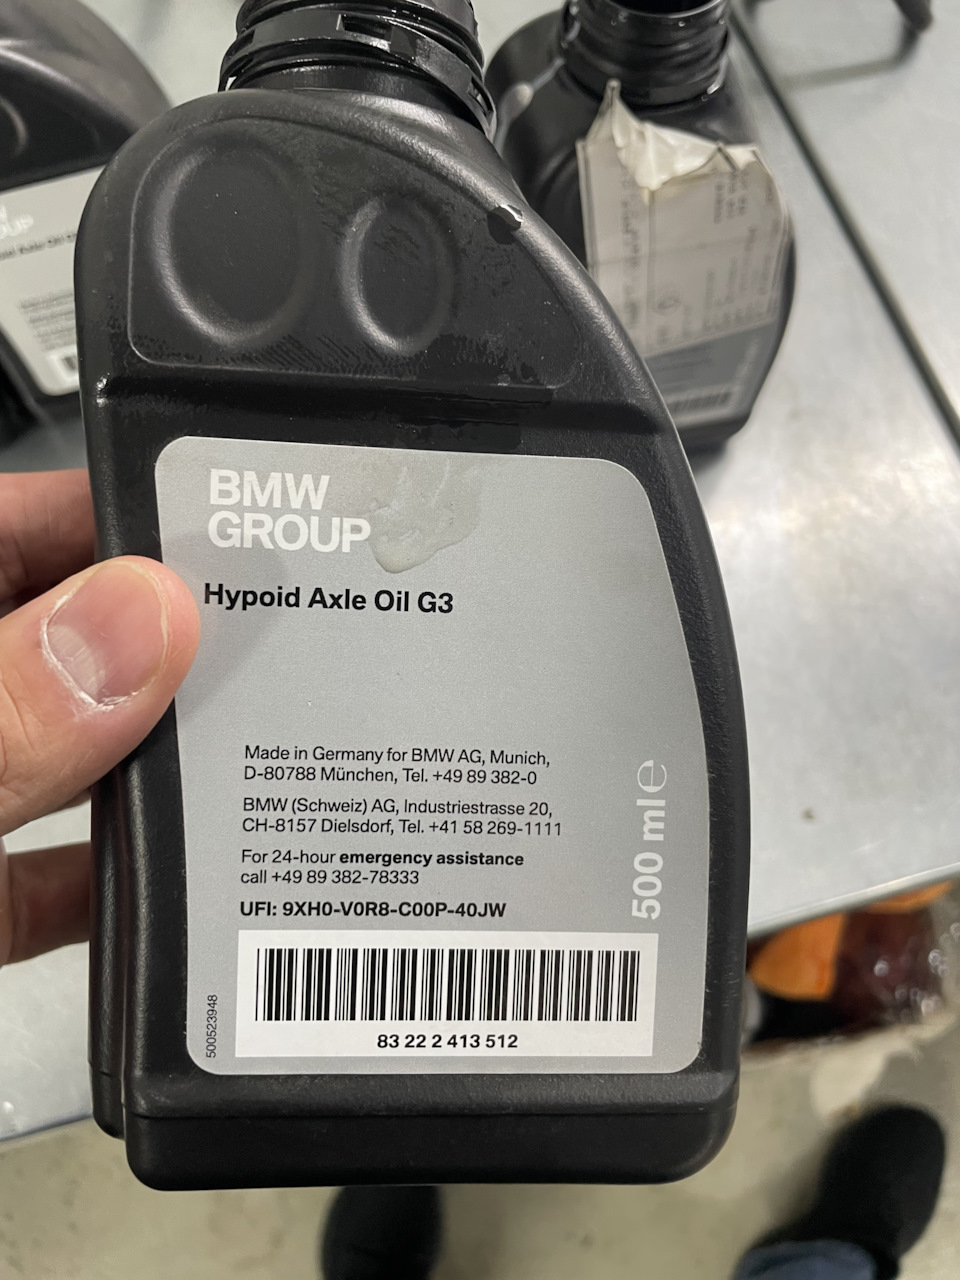 BMW
GROUP
Hypoid Axle Oil G3
Made in Germany for BMW AG, Munich,
D-80788 München, Tel. +49 89 382-0
BMW (Schweiz) AG, Industriestrasse 20,
CH-8157 Dielsdorf, Tel. +41 58 269-1111
For 24-hour emergency assistance
call +49 89 382-78333
UFI: 9XH0-V0R8-C00P-40JW
500 ml e
500523948
83 22 2 413 512